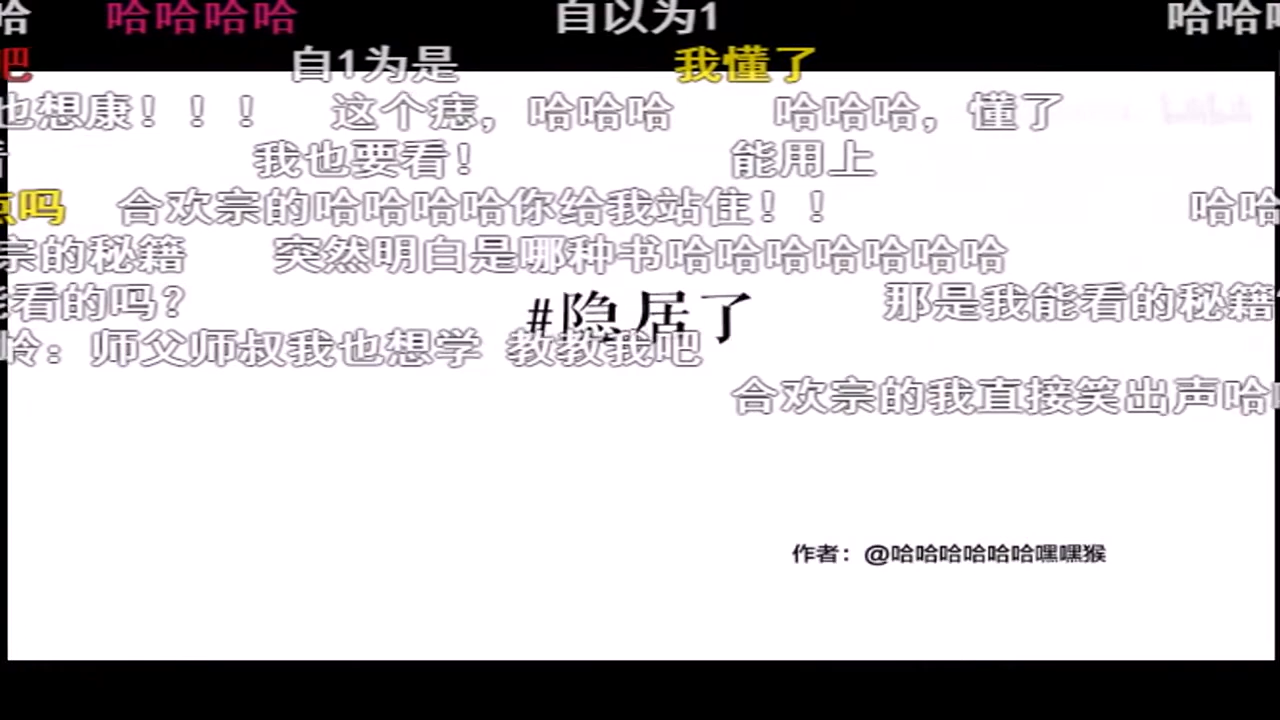 哈 哈哈哈哈 自以为1 哈哈哈
吧 自1为是 我懂了
也想康！！！ 这个痣，哈哈哈 哈哈哈，懂了
我也要看！ 能用上
点吗 合欢宗的哈哈哈哈你给我站住！！ 哈哈
宗的秘籍 突然明白是哪种书哈哈哈哈哈哈哈
能看的吗？ #隐居了 那是我能看的秘籍
岭：师父师叔我也想学 教教我吧
合欢宗的我直接笑出声哈
作者：@哈哈哈哈哈哈嘿嘿猴